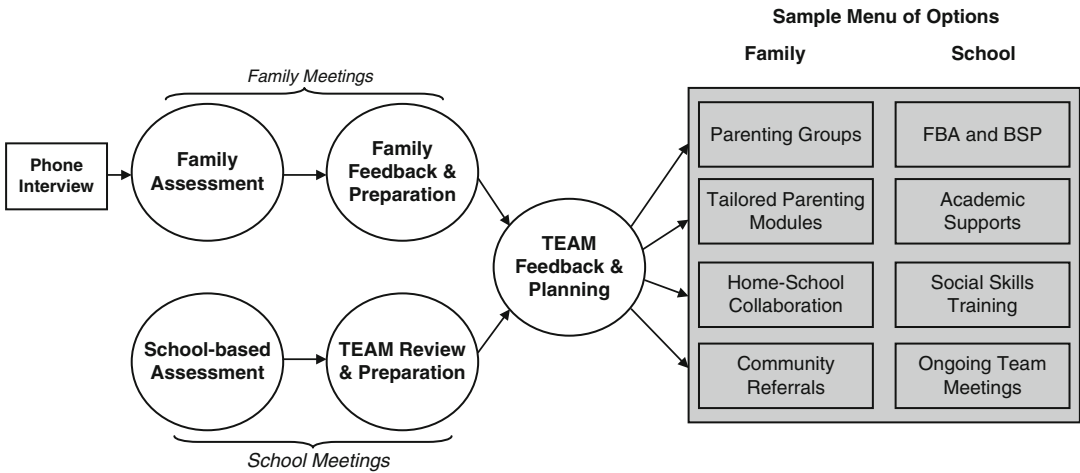 Sample Menu of Options
Family
School
Family Meetings
Phone
Interview
Family
Assessment
Family
Feedback &
Preparation
School-based
Assessment
TEAM Review
& Preparation
School Meetings
TEAM
Feedback &
Planning
Parenting Groups
FBA and BSP
Tailored Parenting
Modules
Academic
Supports
Home-School
Collaboration
Social Skills
Training
Community
Referrals
Ongoing Team
Meetings